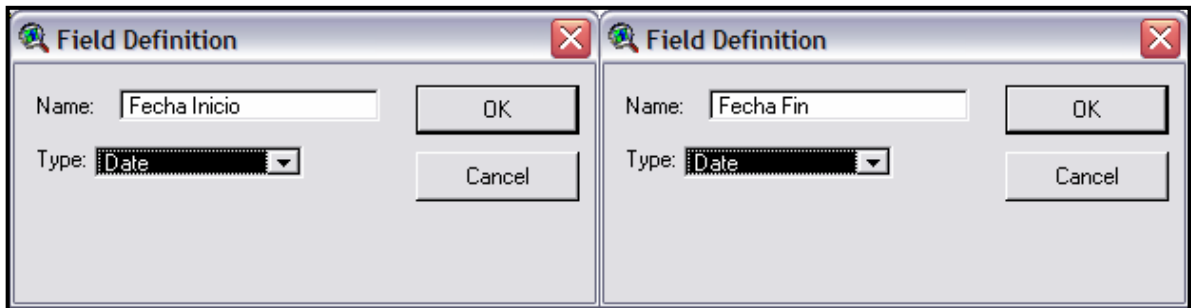 Field Definition
Name: Fecha Inicio
OK
Type: Date
Cancel
Field Definition
Name: Fecha Fin
OK
Type: Date
Cancel